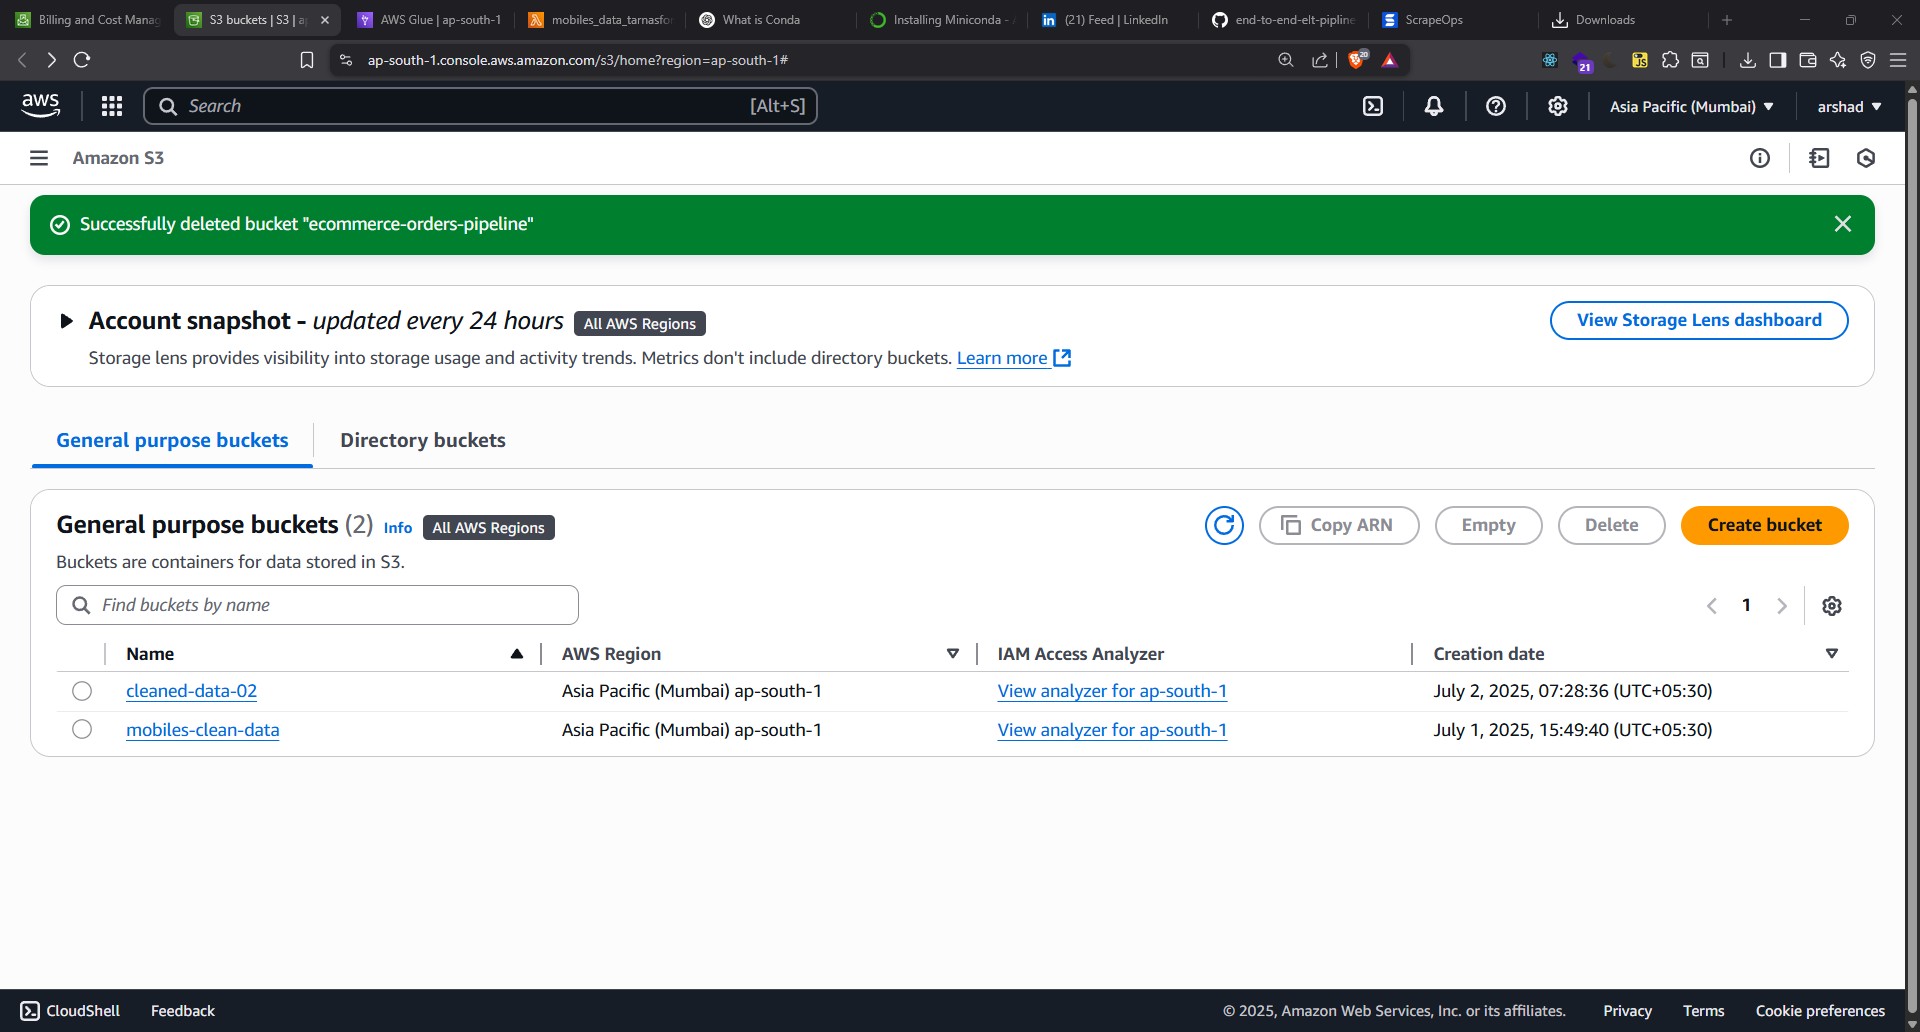 Billing and Cost Manag
S3 buckets | S3 | a
AWS Glue | ap-south-1
mobiles_data_tarnasfor
What is Conda
Installing Miniconda - A
(21) Feed | LinkedIn
end-to-end-elt-pipline
ScrapeOps
Downloads
ap-south-1.console.aws.amazon.com/s3/home?region=ap-south-1#
20
21
JS
aws
Search
[Alt+S]
Asia Pacific (Mumbai)
arshad
Amazon S3
Successfully deleted bucket "ecommerce-orders-pipeline"
Account snapshot - updated every 24 hours
All AWS Regions
View Storage Lens dashboard
Storage lens provides visibility into storage usage and activity trends. Metrics don't include directory buckets. Learn more
General purpose buckets
Directory buckets
General purpose buckets (2) Info All AWS Regions
Copy ARN
Empty
Delete
Create bucket
Buckets are containers for data stored in S3.
Find buckets by name
1
Name
AWS Region
IAM Access Analyzer
Creation date
cleaned-data-02
Asia Pacific (Mumbai) ap-south-1
View analyzer for ap-south-1
July 2, 2025, 07:28:36 (UTC+05:30)
mobiles-clean-data
Asia Pacific (Mumbai) ap-south-1
View analyzer for ap-south-1
July 1, 2025, 15:49:40 (UTC+05:30)
CloudShell
Feedback
© 2025, Amazon Web Services, Inc. or its affiliates.
Privacy
Terms
Cookie preferences